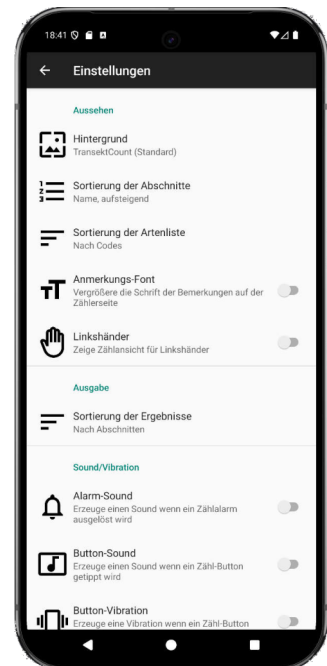 18:41
Einstellungen
Aussehen
Hintergrund
TransektCount (Standard)
Sortierung der Abschnitte
Name, aufsteigend
Sortierung der Artenliste
Nach Codes
Anmerkungs-Font
Vergrößere die Schrift der Bemerkungen auf der
Zählerseite
Linkshänder
Zeige Zählansicht für Linkshänder
Ausgabe
Sortierung der Ergebnisse
Nach Abschnitten
Sound/Vibration
Alarm-Sound
Erzeuge einen Sound wenn ein Zählalarm
ausgelöst wird
Button-Sound
Erzeuge einen Sound wenn ein Zähl-Button
getippt wird
Button-Vibration
Erzeuge eine Vibration wenn ein Zähl-Button